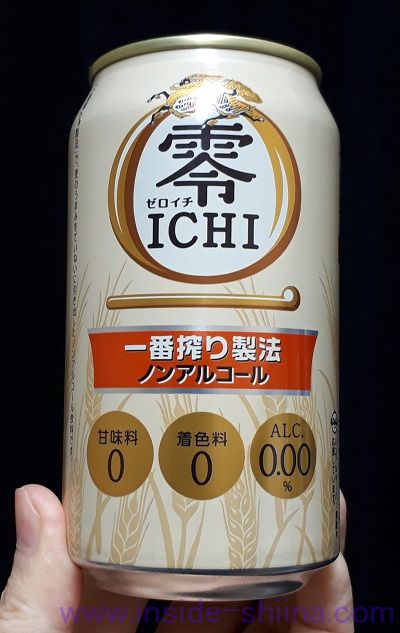 零
ゼロイチ
ICHI
一番搾り製法
ノンアルコール
甘味料
0
着色料
0
ALC.
0.00
%
www.inside-shiina.com